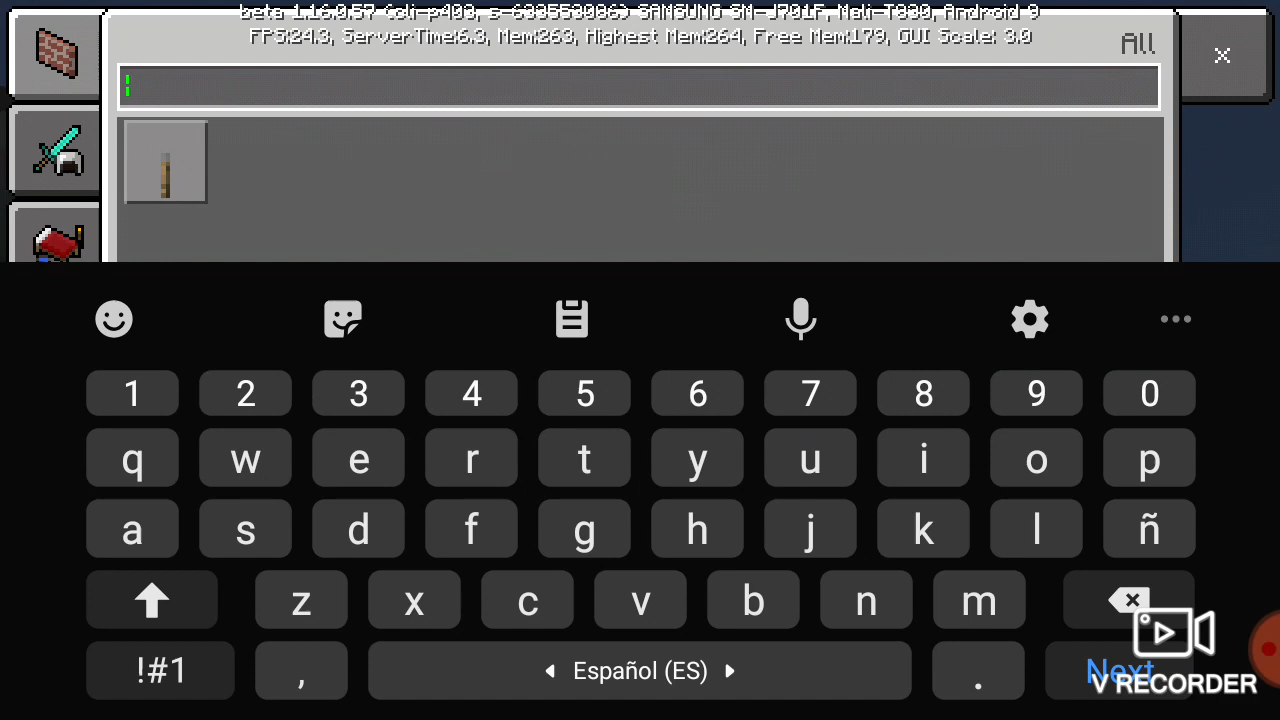 beta 1.16.0.57 (cli-p403, s-633553086) SAMSUNG SM-J701F, Mali-T830, Android 9
FPS:24.3, ServerTime:6.3, Mem:263, Highest Mem:264, Free Mem:179, GUI Scale: 3.0
All
1 2 3 4 5 6 7 8 9 0
q w e r t y u i o p
a s d f g h j k l ñ
z x c v b n m
!#1 , Español (ES) . Next
V RECORDER